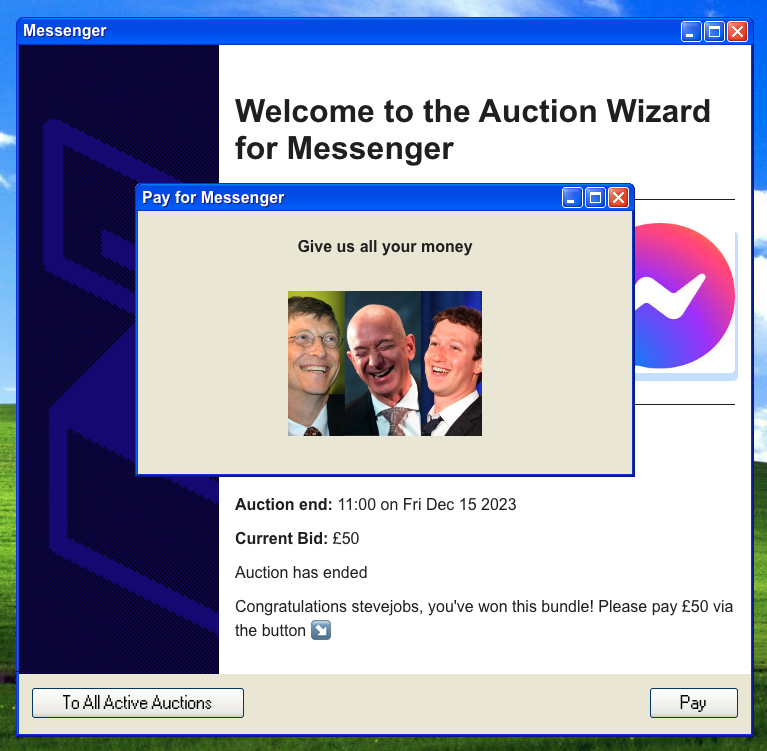 Messenger
Welcome to the Auction Wizard
for Messenger
Pay for Messenger
Give us all your money
Auction end: 11:00 on Fri Dec 15 2023
Current Bid: £50
Auction has ended
Congratulations stevejobs, you've won this bundle! Please pay £50 via
the button ↘️
To All Active Auctions
Pay